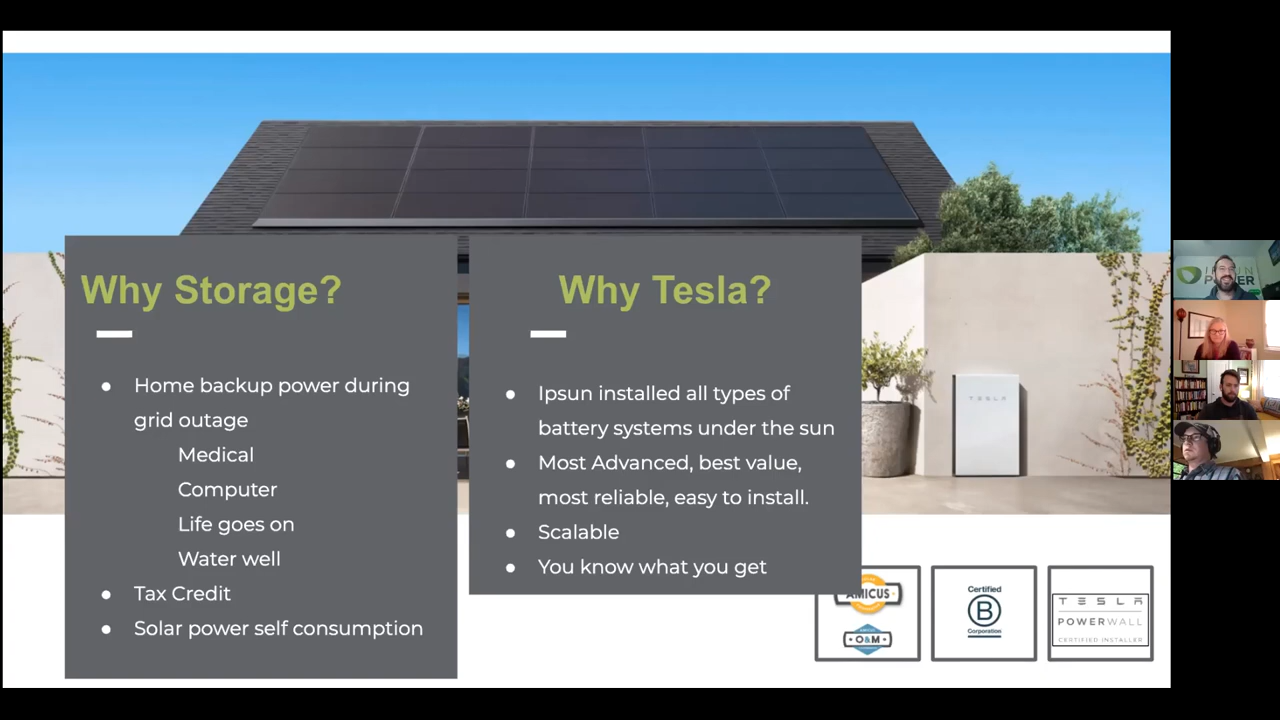 Why Storage?
Home backup power during
grid outage
Medical
Computer
Life goes on
Water well
Tax Credit
Solar power self consumption
Why Tesla?
Ipsun installed all types of
battery systems under the sun
Most Advanced, best value,
most reliable, easy to install.
Scalable
You know what you get
TESLA
AMICUS
O&M
Certified
B
Corporation
TESLA
POWERWALL
CERTIFIED INSTALLER
POWER